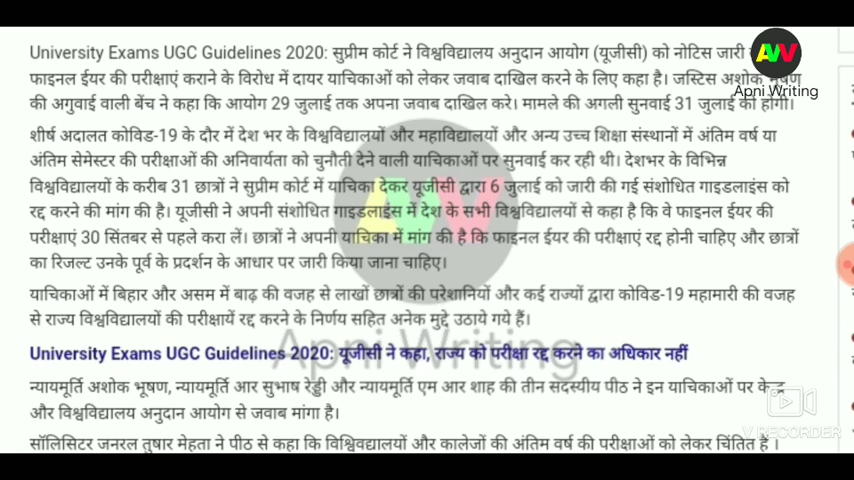 University Exams UGC Guidelines 2020: सुप्रीम कोर्ट ने विश्वविद्यालय अनुदान आयोग (यूजीसी) को नोटिस जारी
फाइनल ईयर की परीक्षाएं कराने के विरोध में दायर याचिकाओं को लेकर जवाब दाखिल करने के लिए कहा है। जस्टिस अशोक भूषण
की अगुवाई वाली बेंच ने कहा कि आयोग 29 जुलाई तक अपना जवाब दाखिल करे। मामले की अगली सुनवाई 31 जुलाई को होगी।
शीर्ष अदालत कोविड-19 के दौर में देश भर के विश्वविद्यालयों और महाविद्यालयों और अन्य उच्च शिक्षा संस्थानों में अंतिम वर्ष या
अंतिम सेमेस्टर की परीक्षाओं की अनिवार्यता को चुनौती देने वाली याचिकाओं पर सुनवाई कर रही थी। देशभर के विभिन्न
विश्वविद्यालयों के करीब 31 छात्रों ने सुप्रीम कोर्ट में याचिका देकर यूजीसी द्वारा 6 जुलाई को जारी की गई संशोधित गाइडलाइंस को
रद्द करने की मांग की है। यूजीसी ने अपनी संशोधित गाइडलाईंस में देश के सभी विश्वविद्यालयों से कहा है कि वे फाइनल ईयर की
परीक्षाएं 30 सिंतबर से पहले करा लें। छात्रों ने अपनी याचिका में मांग की है कि फाइनल ईयर की परीक्षाएं रद्द होनी चाहिए और छात्रों
का रिजल्ट उनके पूर्व के प्रदर्शन के आधार पर जारी किया जाना चाहिए।
याचिकाओं में बिहार और असम में बाढ़ की वजह से लाखों छात्रों की परेशानियों और कई राज्यों द्वारा कोविड-19 महामारी की वजह
से राज्य विश्वविद्यालयों की परीक्षायें रद्द करने के निर्णय सहित अनेक मुद्दे उठाये गये हैं।
University Exams UGC Guidelines 2020: यूजीसी ने कहा, राज्य को परीक्षा रद्द करने का अधिकार नहीं
न्यायमूर्ति अशोक भूषण, न्यायमूर्ति आर सुभाष रेड्डी और न्यायमूर्ति एम आर शाह की तीन सदस्यीय पीठ ने इन याचिकाओं पर केन्द्र
और विश्वविद्यालय अनुदान आयोग से जवाब मांगा है।
सॉलिसिटर जनरल तुषार मेहता ने पीठ से कहा कि विश्विवद्यालयों और कालेजों की अंतिम वर्ष की परीक्षाओं को लेकर चिंतित हैं ।
AVV
Apni Writing
AVV
Apni Writing
V RECORDER